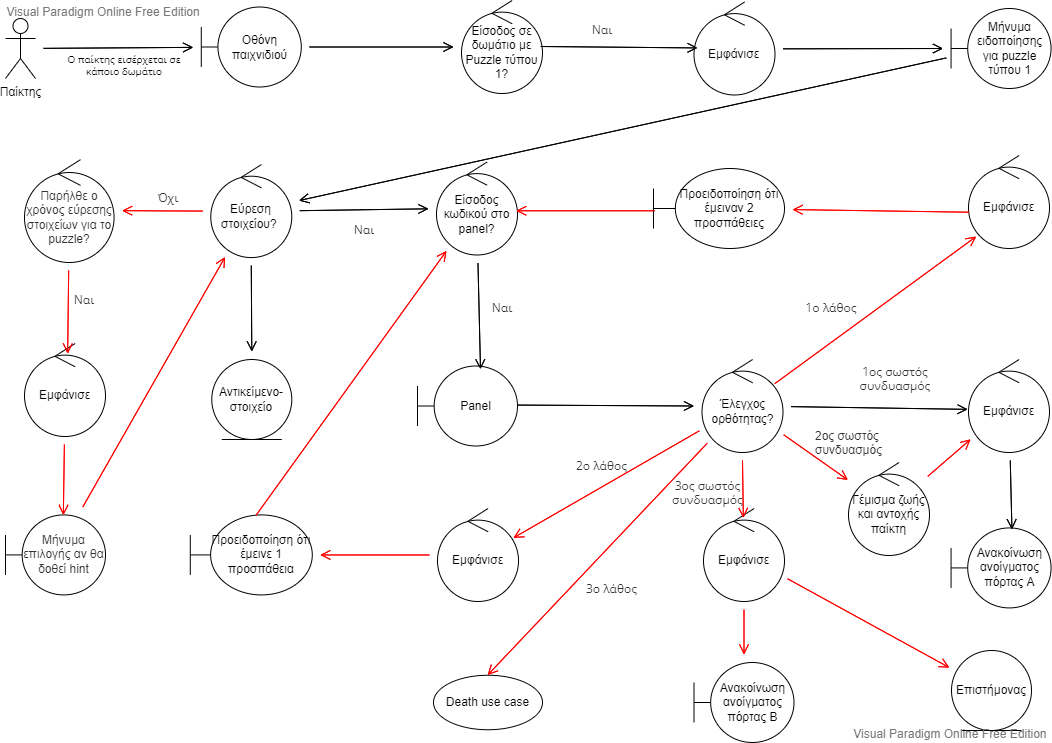 Visual Paradigm Online Free Edition
Παίκτης
Ο παίκτης εισέρχεται σε
κάποιο δωμάτιο
Οθόνη
παιχνιδιού
Είσοδος σε
δωμάτιο με
Puzzle τύπου
1?
Ναι
Εμφάνισε
Μήνυμα
ειδοποίησης
για puzzle
τύπου 1
Παρήλθε ο
χρόνος εύρεσης
στοιχείων για το
puzzle?
Όχι
Εύρεση
στοιχείου?
Ναι
Είσοδος
κωδικού στο
panel?
Προειδοποίηση ότι
έμειναν 2
προσπάθειες
Εμφάνισε
Ναι
Ναι
1ο λάθος
Εμφάνισε
Αντικείμενο-
στοιχείο
Panel
Έλεγχος
ορθότητας?
1ος σωστός
συνδυασμός
Εμφάνισε
2ος σωστός
συνδυασμός
2ο λάθος
3ος σωστός
συνδυασμός
Γέμισμα ζωής
και αντοχής
παίκτη
Μήνυμα
επιλογής αν θα
δοθεί hint
Προειδοποίηση ότι
έμεινε 1
προσπάθεια
Εμφάνισε
Εμφάνισε
Ανακοίνωση
ανοίγματος
πόρτας Α
3ο λάθος
Death use case
Ανακοίνωση
ανοίγματος
πόρτας Β
Επιστήμονας
Visual Paradigm Online Free Edition